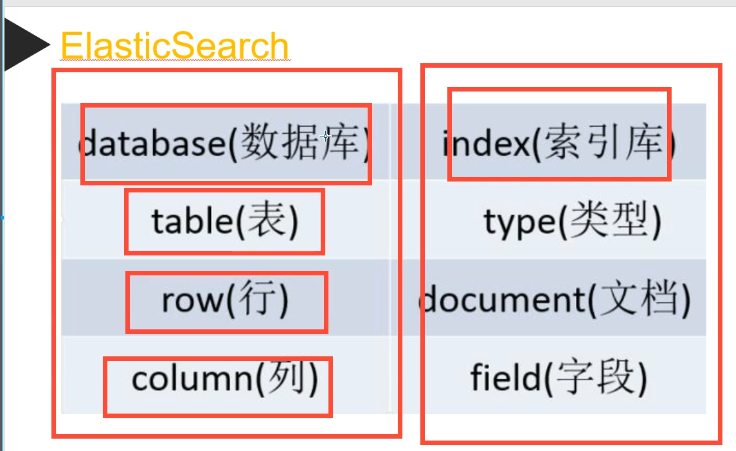 ElasticSearch
database(数据库) index(索引库)
table(表) type(类型)
row(行) document(文档)
column(列) field(字段)